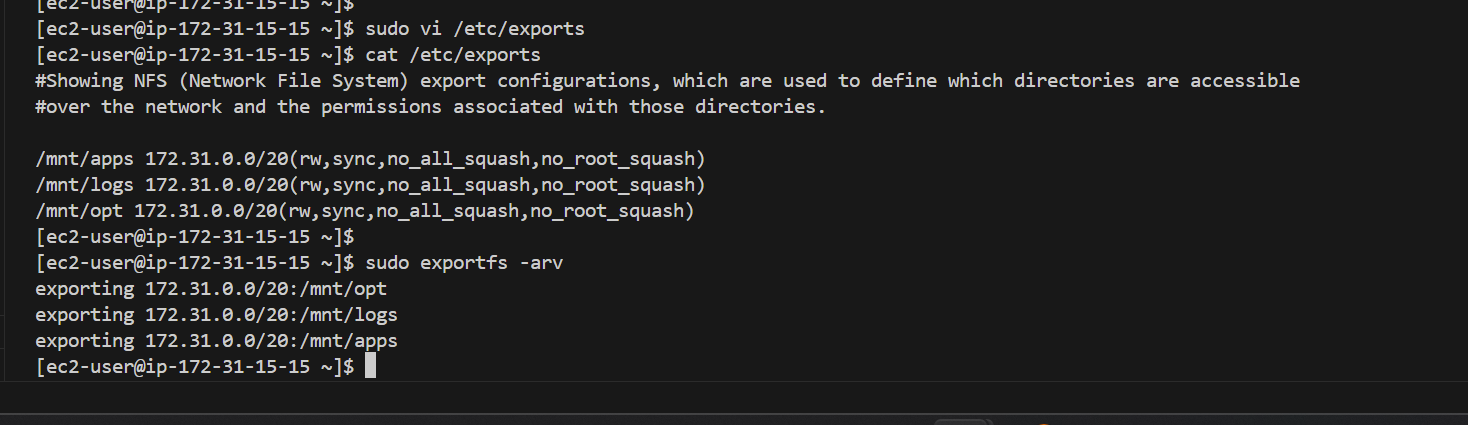 [ec2-user@ip-172-31-15-15 ~]$
[ec2-user@ip-172-31-15-15 ~]$ sudo vi /etc/exports
[ec2-user@ip-172-31-15-15 ~]$ cat /etc/exports
#Showing NFS (Network File System) export configurations, which are used to define which directories are accessible
#over the network and the permissions associated with those directories.
/mnt/apps 172.31.0.0/20(rw,sync,no_all_squash,no_root_squash)
/mnt/logs 172.31.0.0/20(rw,sync,no_all_squash,no_root_squash)
/mnt/opt 172.31.0.0/20(rw,sync,no_all_squash,no_root_squash)
[ec2-user@ip-172-31-15-15 ~]$
[ec2-user@ip-172-31-15-15 ~]$ sudo exportfs -arv
exporting 172.31.0.0/20:/mnt/opt
exporting 172.31.0.0/20:/mnt/logs
exporting 172.31.0.0/20:/mnt/apps
[ec2-user@ip-172-31-15-15 ~]$